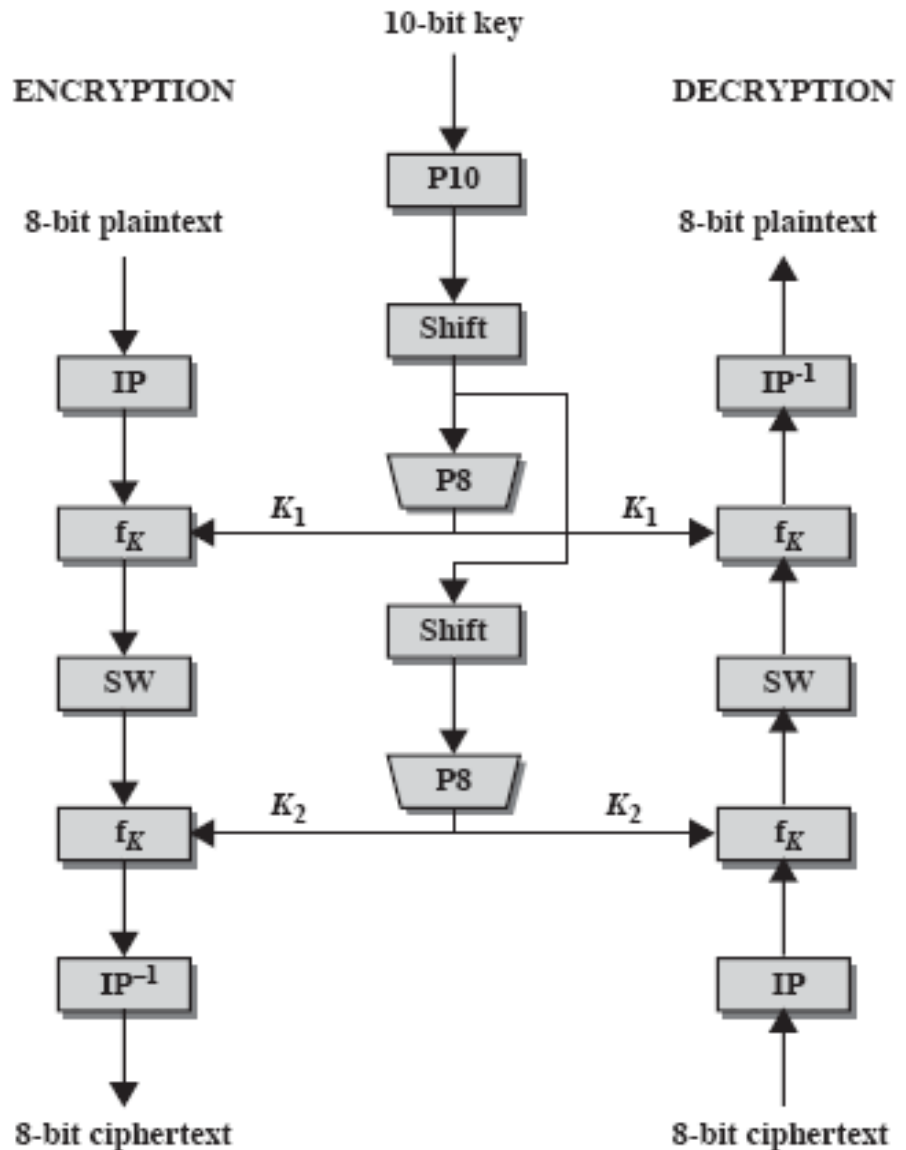 10-bit key
ENCRYPTION
DECRYPTION
P10
8-bit plaintext
8-bit plaintext
Shift
IP
IP-1
P8
K1
K1
fK
fK
Shift
SW
SW
P8
K2
K2
fK
fK
IP–1
IP
8-bit ciphertext
8-bit ciphertext